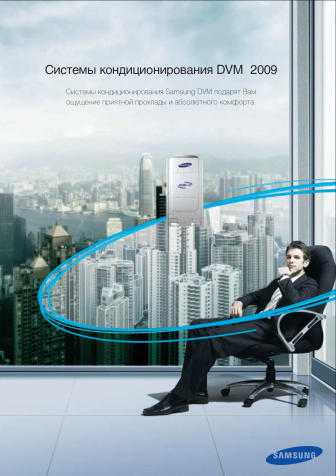 Системы кондиционирования DVM 2009
Системы кондиционирования Samsung DVM подарят Вам
ощущение приятной прохлады и абсолютного комфорта.
SAMSUNG